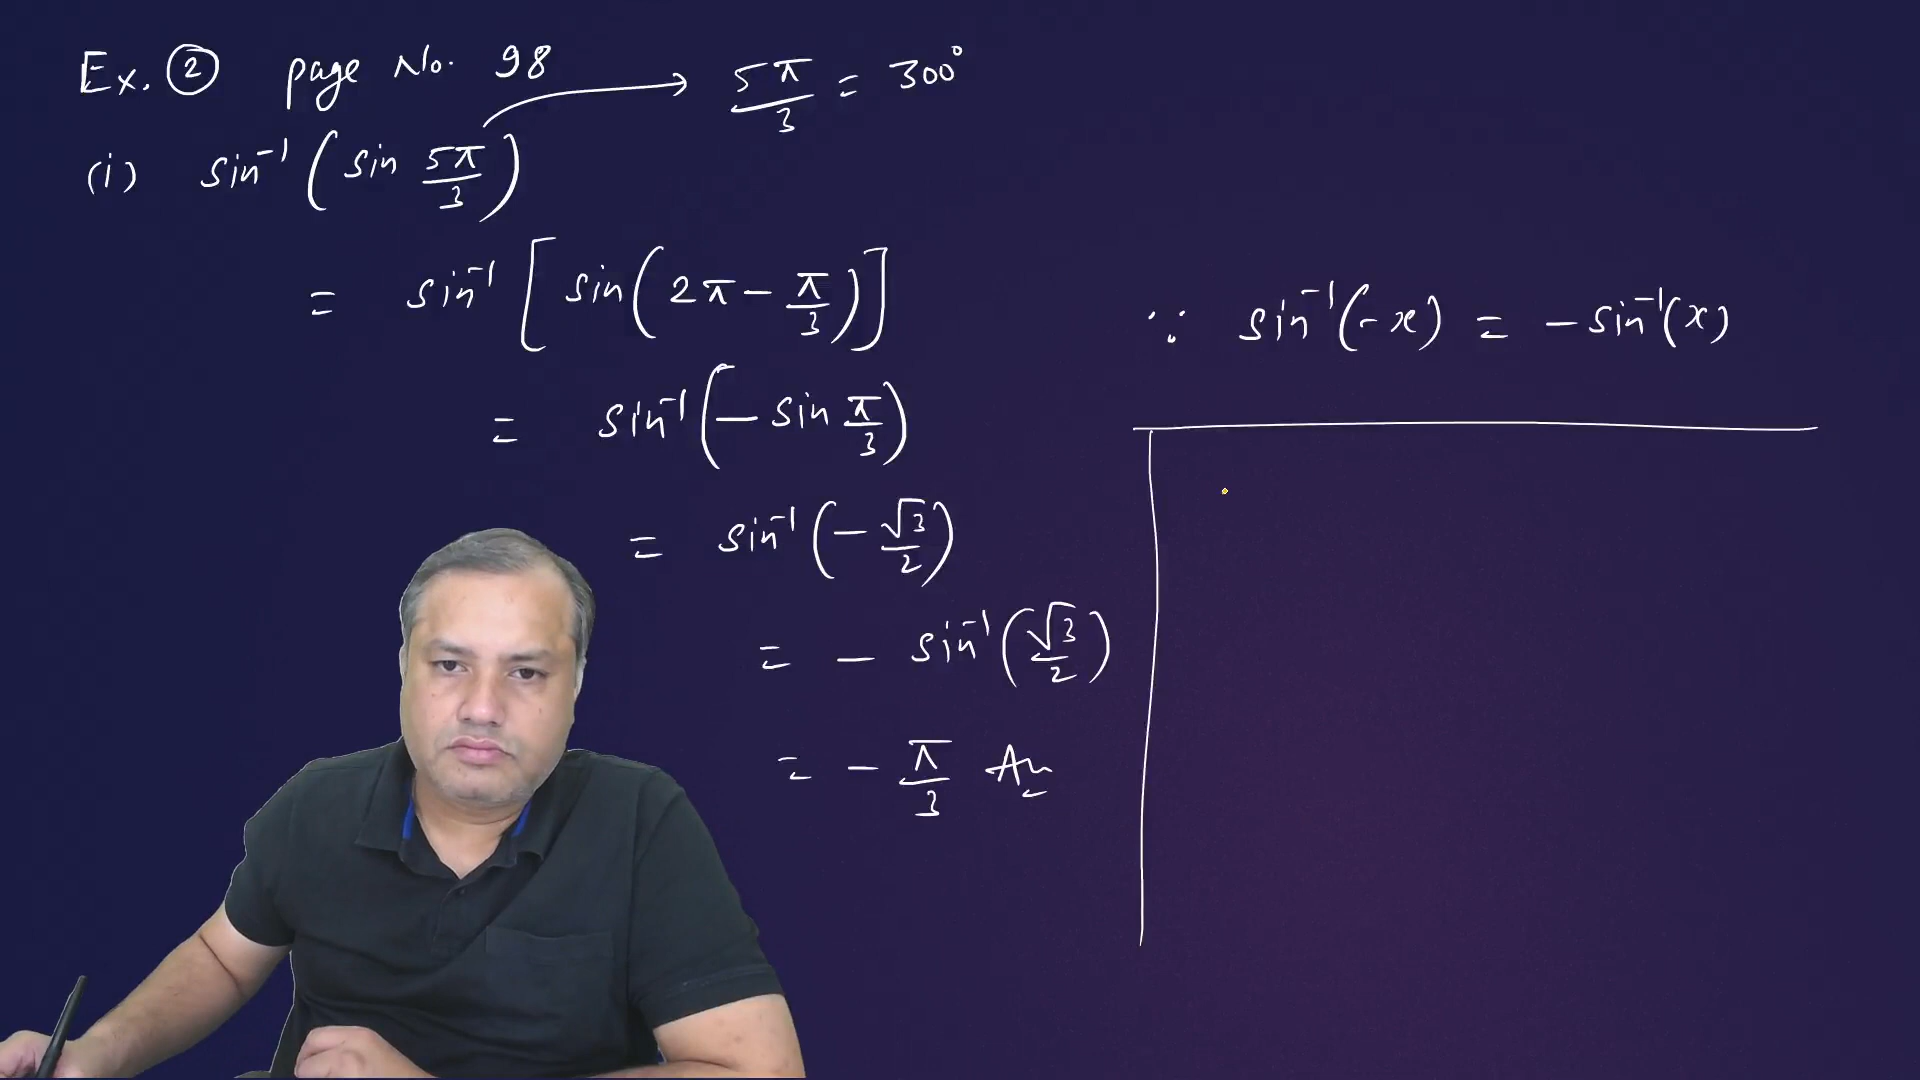 Ex. ② page No. 98
5π/3 = 300°
(i) sin⁻¹(sin 5π/3)
= sin⁻¹[sin(2π - π/3)]
= sin⁻¹(- sin π/3)
= sin⁻¹(- √3/2)
= - sin⁻¹(√3/2)
= - π/3 An
∵ sin⁻¹(-x) = -sin⁻¹(x)